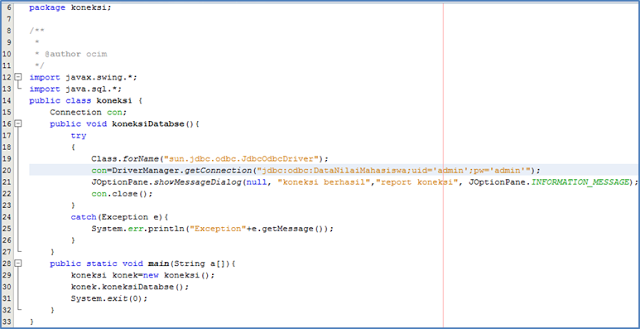 6 package koneksi;
7
8 /**
9 *
10 * @author ocim
11 */
12 import javax.swing.*;
13 import java.sql.*;
14 public class koneksi {
15 Connection con;
16 public void koneksiDatabse(){
17 try
18 {
19 Class.forName("sun.jdbc.odbc.JdbcOdbcDriver");
20 con=DriverManager.getConnection("jdbc:odbc:DataNilaiMahasiswa;uid='admin';pw='admin'");
21 JOptionPane.showMessageDialog(null, "koneksi berhasil","report koneksi", JOptionPane.INFORMATION_MESSAGE);
22 con.close();
23 }
24 catch(Exception e){
25 System.err.println("Exception"+e.getMessage());
26 }
27 }
28 public static void main(String a[]){
29 koneksi konek=new koneksi();
30 konek.koneksiDatabse();
31 System.exit(0);
32 }
33 }